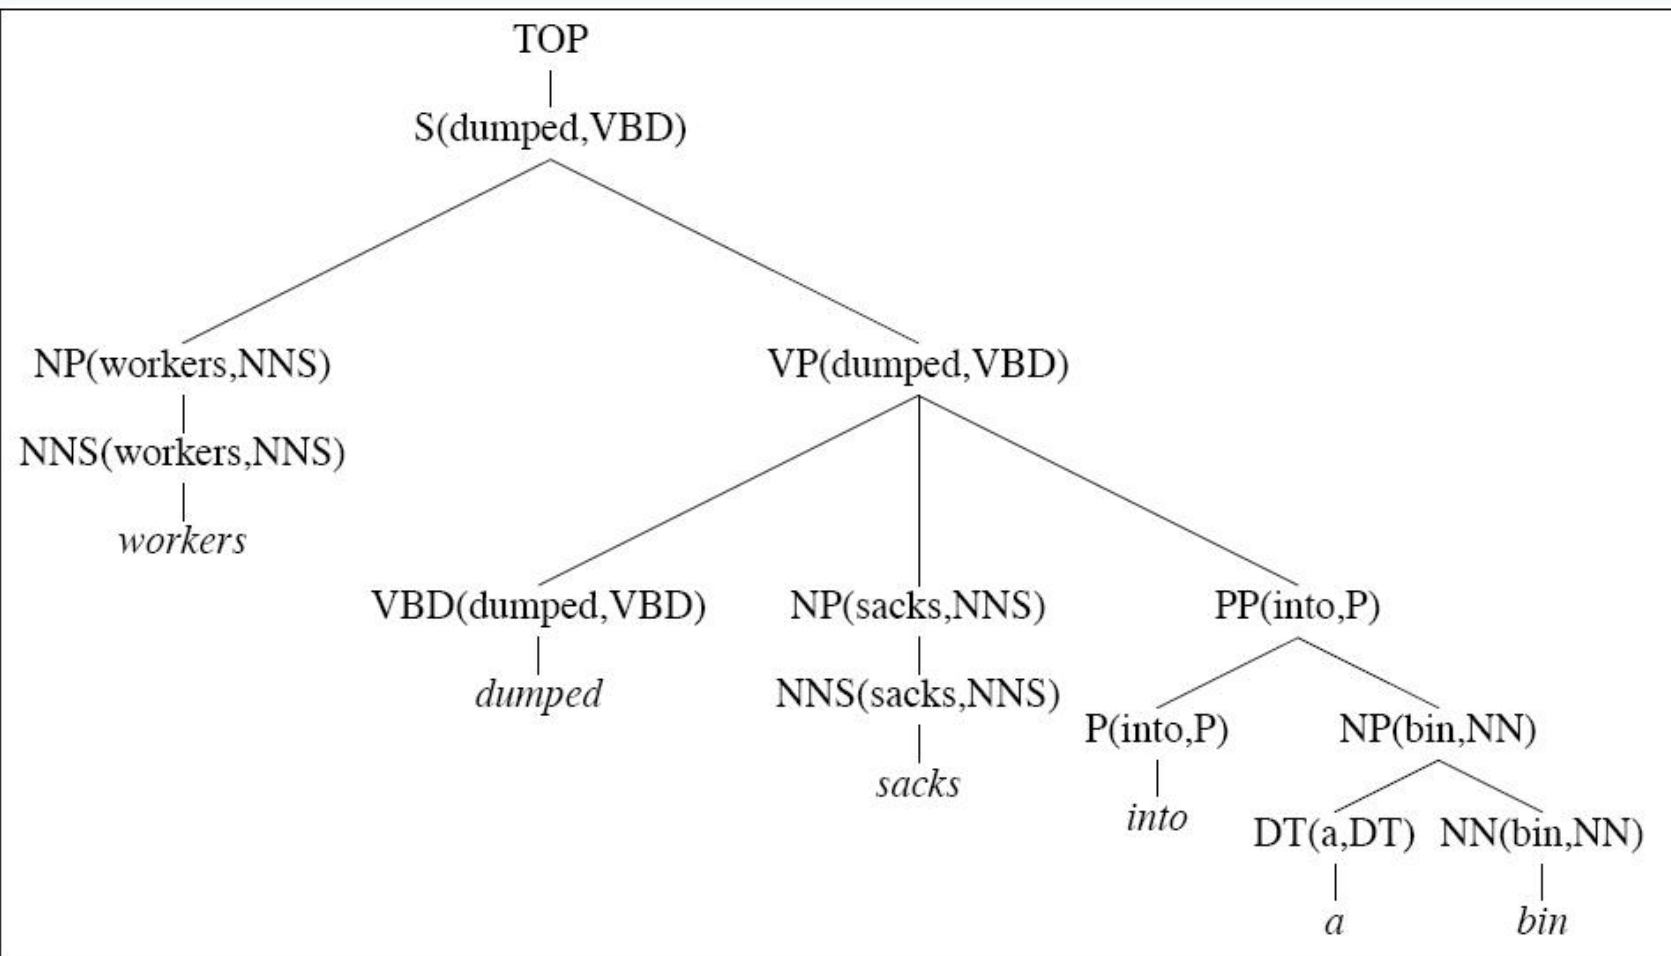 TOP
S(dumped,VBD)
NP(workers,NNS) VP(dumped,VBD)
NNS(workers,NNS)
workers
VBD(dumped,VBD) NP(sacks,NNS) PP(into,P)
dumped NNS(sacks,NNS)
P(into,P) NP(bin,NN)
sacks
into
DT(a,DT) NN(bin,NN)
a bin